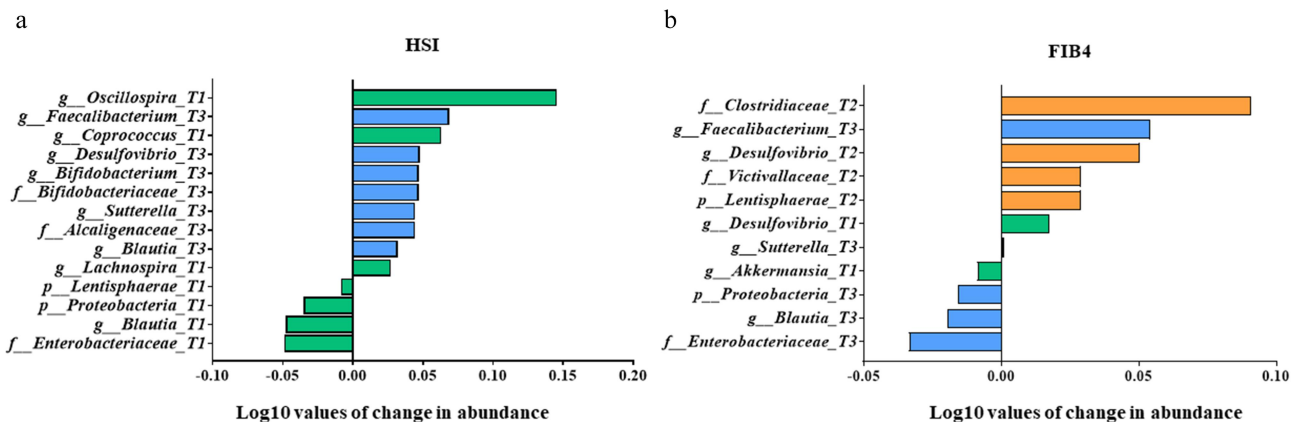 a
HSI
g__Oscillospira_T1
g__Faecalibacterium_T3
g__Coprococcus_T1
g__Desulfovibrio_T3
g__Bifidobacterium_T3
f__Bifidobacteriaceae_T3
g__Sutterella_T3
f__Alcaligenaceae_T3
g__Blautia_T3
g__Lachnospira_T1
p__Lentisphaerae_T1
p__Proteobacteria_T1
g__Blautia_T1
f__Enterobacteriaceae_T1
-0.10 -0.05 0.00 0.05 0.10 0.15 0.20
Log10 values of change in abundance
b
FIB4
f__Clostridiaceae_T2
g__Faecalibacterium_T3
g__Desulfovibrio_T2
f__Victivallaceae_T2
p__Lentisphaerae_T2
g__Desulfovibrio_T1
g__Sutterella_T3
g__Akkermansia_T1
p__Proteobacteria_T3
g__Blautia_T3
f__Enterobacteriaceae_T3
-0.05 0.00 0.05 0.10
Log10 values of change in abundance